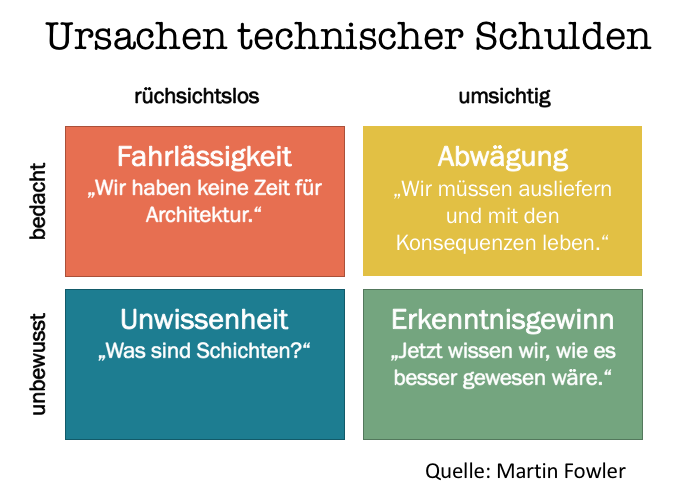 Ursachen technischer Schulden
rüchsichtslos
umsichtig
bedacht
Fahrlässigkeit
„Wir haben keine Zeit für
Architektur.“
Abwägung
„Wir müssen ausliefern
und mit den
Konsequenzen leben.“
unbewusst
Unwissenheit
„Was sind Schichten?“
Erkenntnisgewinn
„Jetzt wissen wir, wie es
besser gewesen wäre.“
Quelle: Martin Fowler